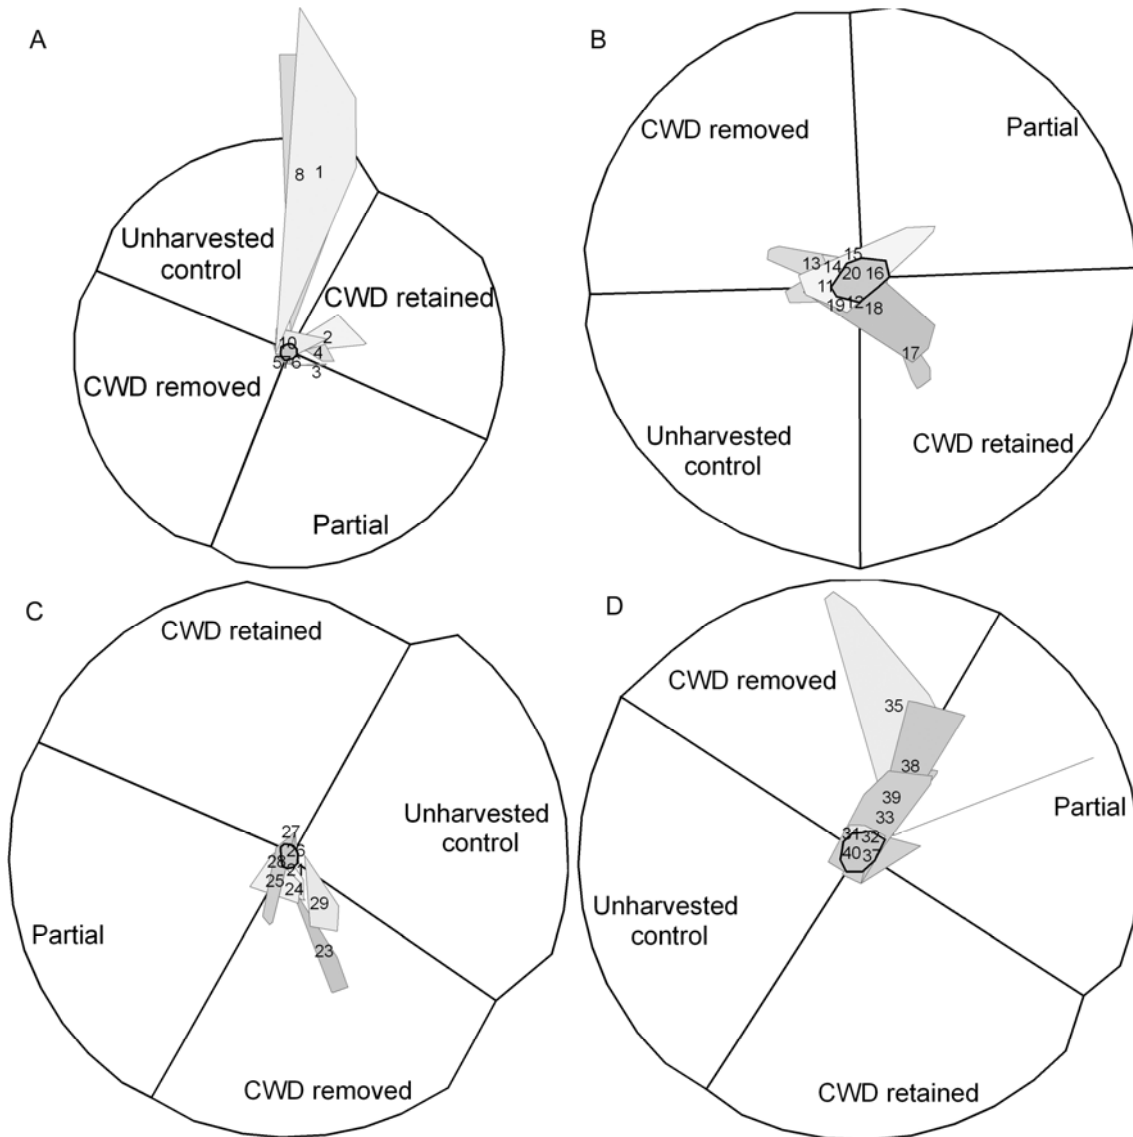 A
8 1
Unharvested
control
CWD retained
CWD removed
10
2
4
5
6
3
Partial
B
CWD removed
Partial
13
14
15
20
16
11
19
12
18
17
Unharvested
control
CWD retained
C
CWD retained
Unharvested
control
27
26
28
21
25
24
29
23
Partial
CWD removed
D
CWD removed
35
38
39
33
31
32
40
37
Partial
Unharvested
control
CWD retained